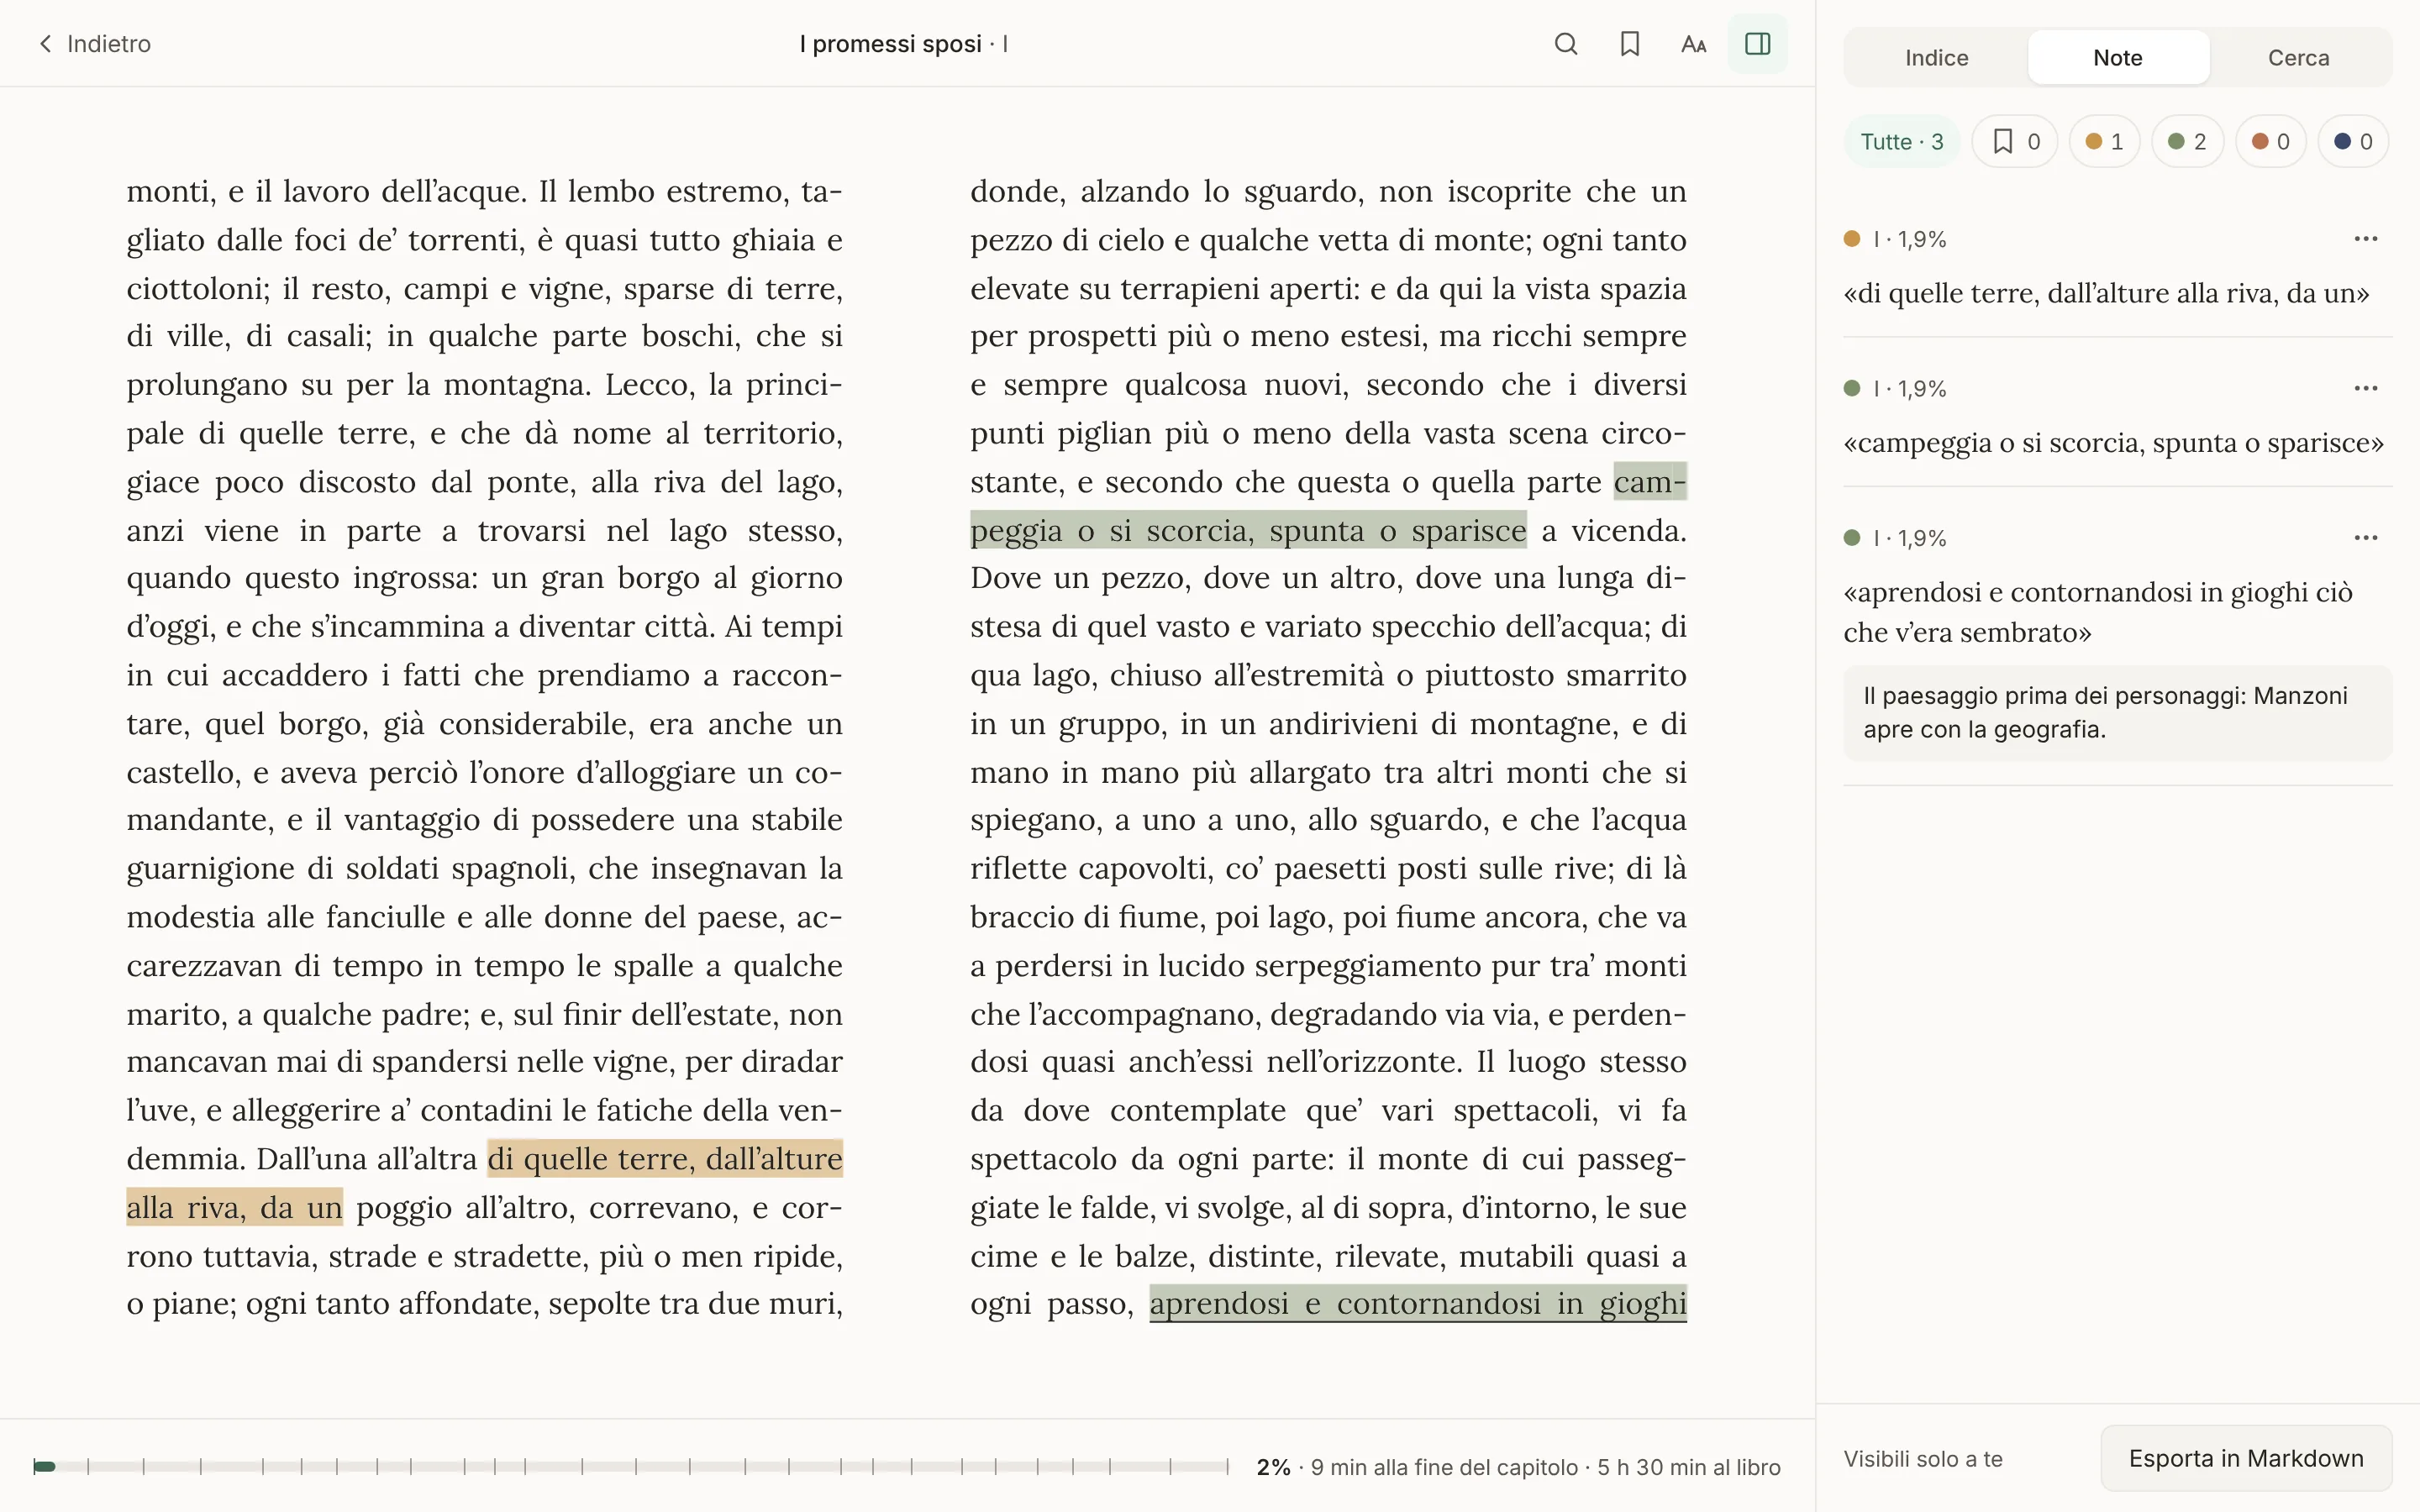 Indietro
I promessi sposi · I
monti, e il lavoro dell’acque. Il lembo estremo, ta-
gliato dalle foci de’ torrenti, è quasi tutto ghiaia e
ciottoloni; il resto, campi e vigne, sparse di terre,
di ville, di casali; in qualche parte boschi, che si
prolungano su per la montagna. Lecco, la princi-
pale di quelle terre, e che dà nome al territorio,
giace poco discosto dal ponte, alla riva del lago,
anzi viene in parte a trovarsi nel lago stesso,
quando questo ingrossa: un gran borgo al giorno
d’oggi, e che s’incammina a diventar città. Ai tempi
in cui accaddero i fatti che prendiamo a raccon-
tare, quel borgo, già considerabile, era anche un
castello, e aveva perciò l’onore d’alloggiare un co-
mandante, e il vantaggio di possedere una stabile
guarnigione di soldati spagnoli, che insegnavan la
modestia alle fanciulle e alle donne del paese, ac-
carezzavan di tempo in tempo le spalle a qualche
marito, a qualche padre; e, sul finir dell’estate, non
mancavan mai di spandersi nelle vigne, per diradar
l’uve, e alleggerire a’ contadini le fatiche della ven-
demmia. Dall’una all’altra di quelle terre, dall’alture
alla riva, da un poggio all’altro, correvano, e cor-
rono tuttavia, strade e stradette, più o men ripide,
o piane; ogni tanto affondate, sepolte tra due muri,
donde, alzando lo sguardo, non iscoprite che un
pezzo di cielo e qualche vetta di monte; ogni tanto
elevate su terrapieni aperti: e da qui la vista spazia
per prospetti più o meno estesi, ma ricchi sempre
e sempre qualcosa nuovi, secondo che i diversi
punti piglian più o meno della vasta scena circo-
stante, e secondo che questa o quella parte cam-
peggia o si scorcia, spunta o sparisce a vicenda.
Dove un pezzo, dove un altro, dove una lunga di-
stesa di quel vasto e variato specchio dell’acqua; di
qua lago, chiuso all’estremità o piuttosto smarrito
in un gruppo, in un andirivieni di montagne, e di
mano in mano più allargato tra altri monti che si
spiegano, a uno a uno, allo sguardo, e che l’acqua
riflette capovolti, co’ paesetti posti sulle rive; di là
braccio di fiume, poi lago, poi fiume ancora, che va
a perdersi in lucido serpeggiamento pur tra’ monti
che l’accompagnano, degradando via via, e perden-
dosi quasi anch’essi nell’orizzonte. Il luogo stesso
da dove contemplate que’ vari spettacoli, vi fa
spettacolo da ogni parte: il monte di cui passeg-
giate le falde, vi svolge, al di sopra, d’intorno, le sue
cime e le balze, distinte, rilevate, mutabili quasi a
ogni passo, aprendosi e contornandosi in gioghi
2% · 9 min alla fine del capitolo · 5 h 30 min al libro
Indice Note Cerca
Tutte · 3 0 1 2 0 0
I · 1,9%
«di quelle terre, dall’alture alla riva, da un»
I · 1,9%
«campeggia o si scorcia, spunta o sparisce»
I · 1,9%
«aprendosi e contornandosi in gioghi ciò
che v’era sembrato»
Il paesaggio prima dei personaggi: Manzoni
apre con la geografia.
Visibili solo a te
Esporta in Markdown